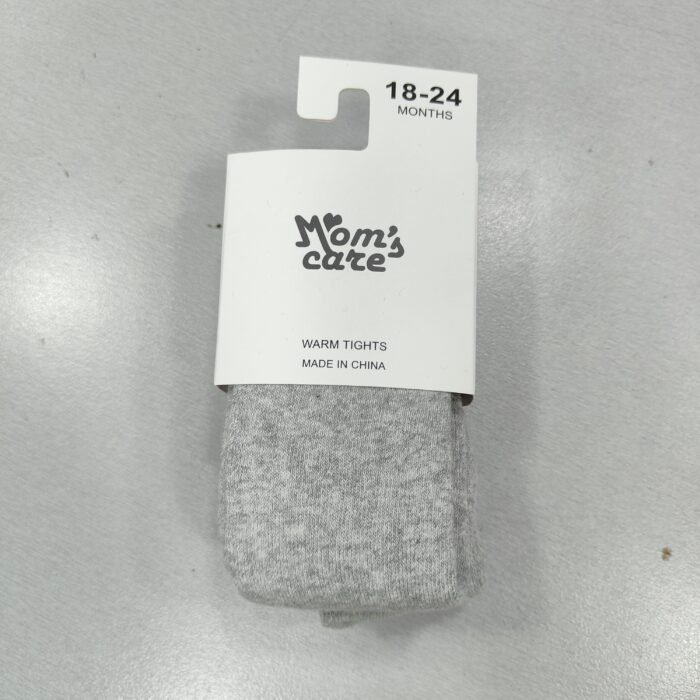 18-24
MONTHS
Mom's
care
WARM TIGHTS
MADE IN CHINA